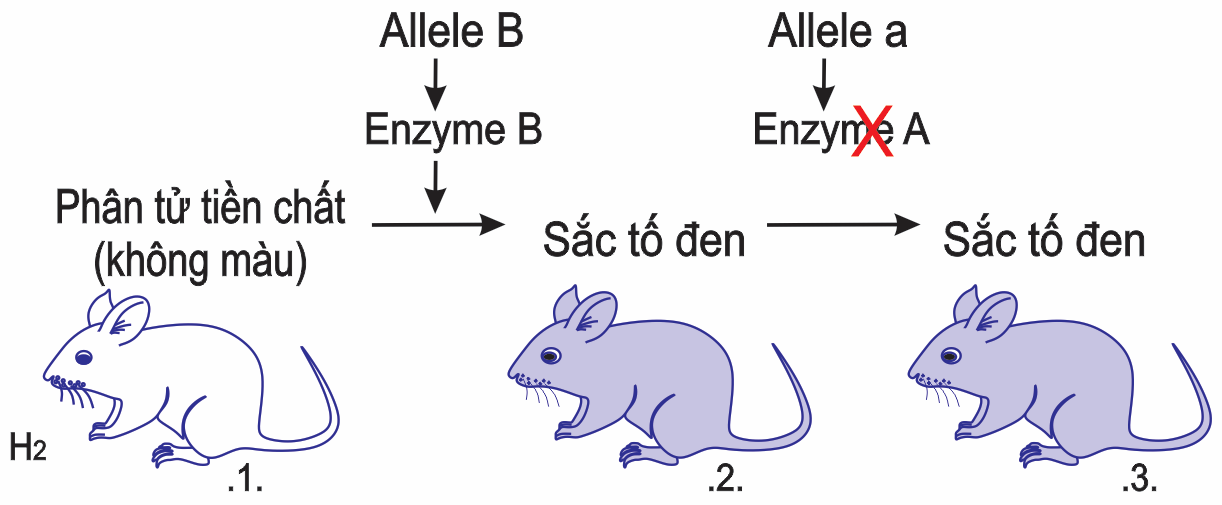 Allele B
Allele a
Enzyme B
Enzyme A
Phân tử tiền chất
(không màu)
Sắc tố đen
Sắc tố đen
H2
.1.
.2.
.3.